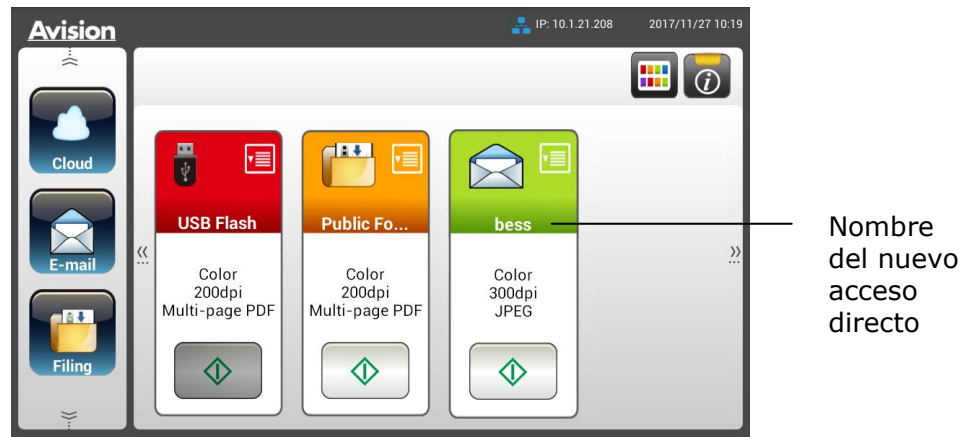 Avision
IP: 10.1.21.208
2017/11/27 10:19
Cloud
E-mail
Filing
USB Flash
Color
200dpi
Multi-page PDF
Public Fo...
Color
200dpi
Multi-page PDF
bess
Color
300dpi
JPEG
Nombre
del nuevo
acceso
directo